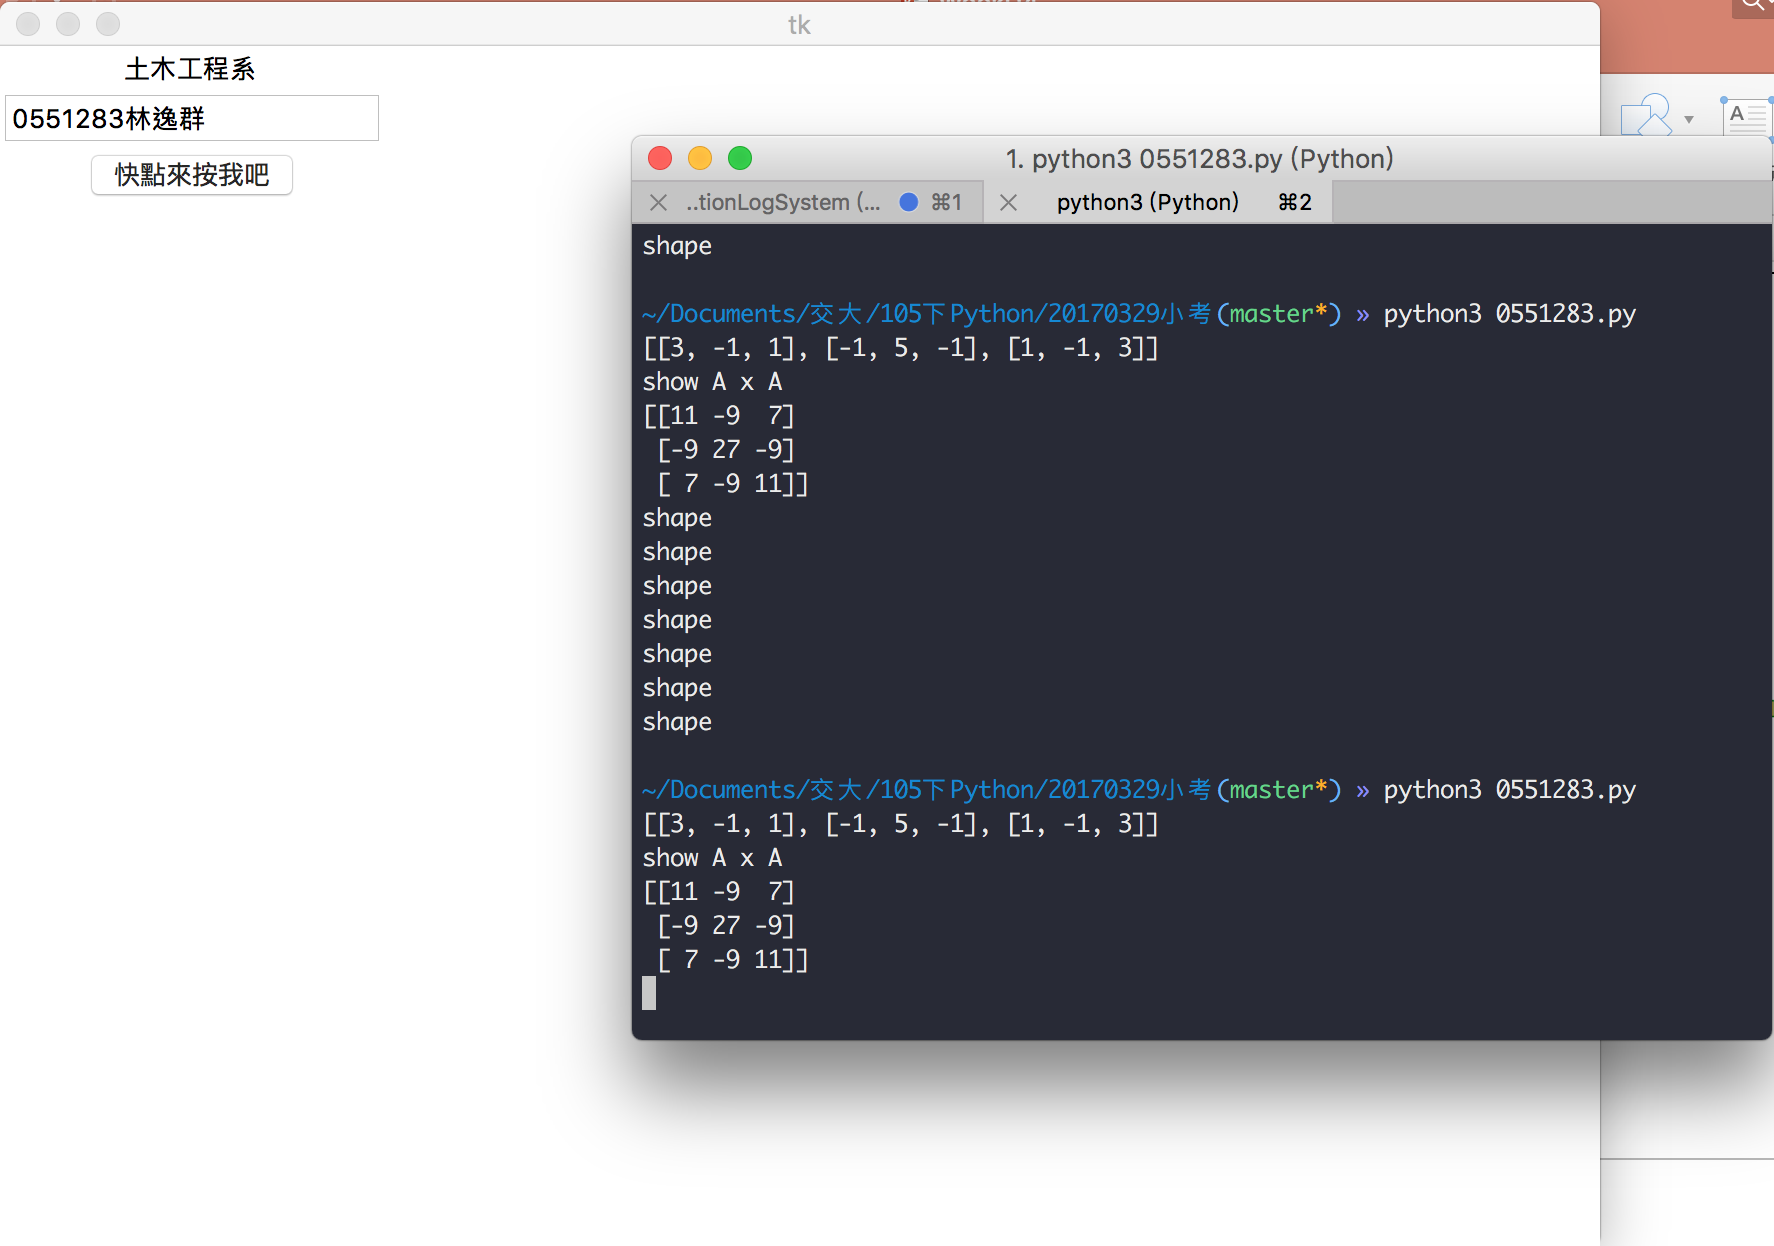 tk
土木工程系
0551283林逸群
快點來按我吧
1. python3 0551283.py (Python)
..tionLogSystem (... ⌘1
python3 (Python) ⌘2
shape
~/Documents/交大/105下Python/20170329小考(master*) » python3 0551283.py
[[3, -1, 1], [-1, 5, -1], [1, -1, 3]]
show A x A
[[11 -9  7]
 [-9 27 -9]
 [ 7 -9 11]]
shape
shape
shape
shape
shape
shape
shape
~/Documents/交大/105下Python/20170329小考(master*) » python3 0551283.py
[[3, -1, 1], [-1, 5, -1], [1, -1, 3]]
show A x A
[[11 -9  7]
 [-9 27 -9]
 [ 7 -9 11]]
A